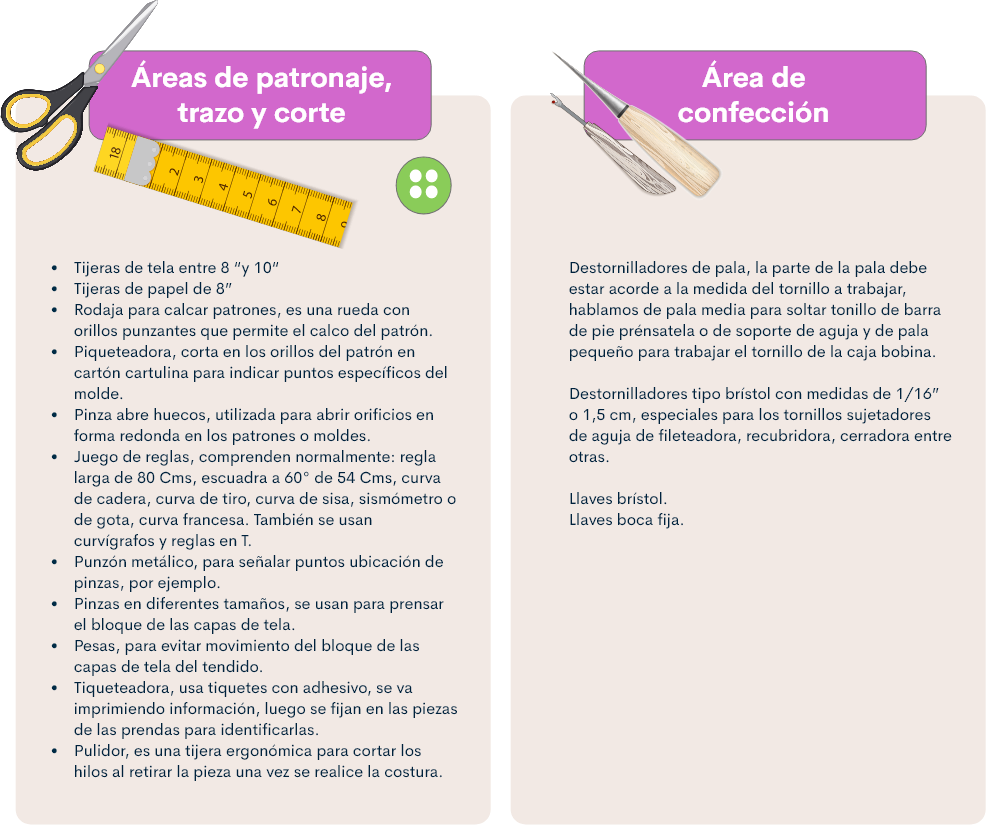 Áreas de patronaje,
trazo y corte
18
2
3
4
5
6
7
8
9
• Tijeras de tela entre 8 “y 10”
• Tijeras de papel de 8”
• Rodaja para calcar patrones, es una rueda con
orillos punzantes que permite el calco del patrón.
• Piqueteadora, corta en los orillos del patrón en
cartón cartulina para indicar puntos específicos del
molde.
• Pinza abre huecos, utilizada para abrir orificios en
forma redonda en los patrones o moldes.
• Juego de reglas, comprenden normalmente: regla
larga de 80 Cms, escuadra a 60° de 54 Cms, curva
de cadera, curva de tiro, curva de sisa, sismómetro o
de gota, curva francesa. También se usan
curvígrafos y reglas en T.
• Punzón metálico, para señalar puntos ubicación de
pinzas, por ejemplo.
• Pinzas en diferentes tamaños, se usan para prensar
el bloque de las capas de tela.
• Pesas, para evitar movimiento del bloque de las
capas de tela del tendido.
• Tiqueteadora, usa tiquetes con adhesivo, se va
imprimiendo información, luego se fijan en las piezas
de las prendas para identificarlas.
• Pulidor, es una tijera ergonómica para cortar los
hilos al retirar la pieza una vez se realice la costura.
Área de
confección
Destornilladores de pala, la parte de la pala debe
estar acorde a la medida del tornillo a trabajar,
hablamos de pala media para soltar tonillo de barra
de pie prénsatela o de soporte de aguja y de pala
pequeño para trabajar el tornillo de la caja bobina.
Destornilladores tipo brístol con medidas de 1/16”
o 1,5 cm, especiales para los tornillos sujetadores
de aguja de fileteadora, recubridora, cerradora entre
otras.
Llaves brístol.
Llaves boca fija.